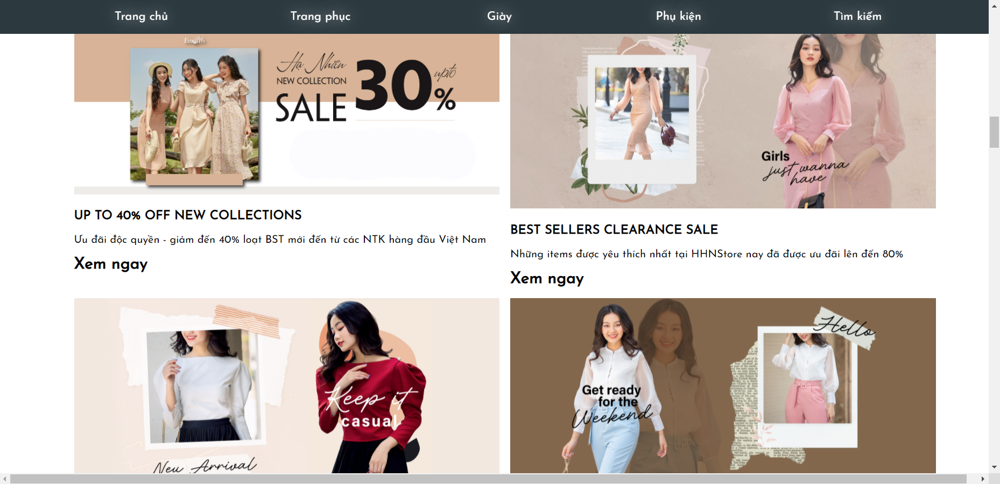 Trang chủ
Trang phục
Giày
Phụ kiện
Tìm kiếm
Hạ Nhiên
NEW COLLECTION
SALE
30%
upto
Girls
just wanna
have
UP TO 40% OFF NEW COLLECTIONS
Ưu đãi độc quyền - giảm đến 40% loạt BST mới đến từ các NTK hàng đầu Việt Nam
Xem ngay
BEST SELLERS CLEARANCE SALE
Những items được yêu thích nhất tại HHNStore nay đã được ưu đãi lên đến 80%
Xem ngay
Keep it
casual
New Arrival
Get ready
for the
Weekend
Hello